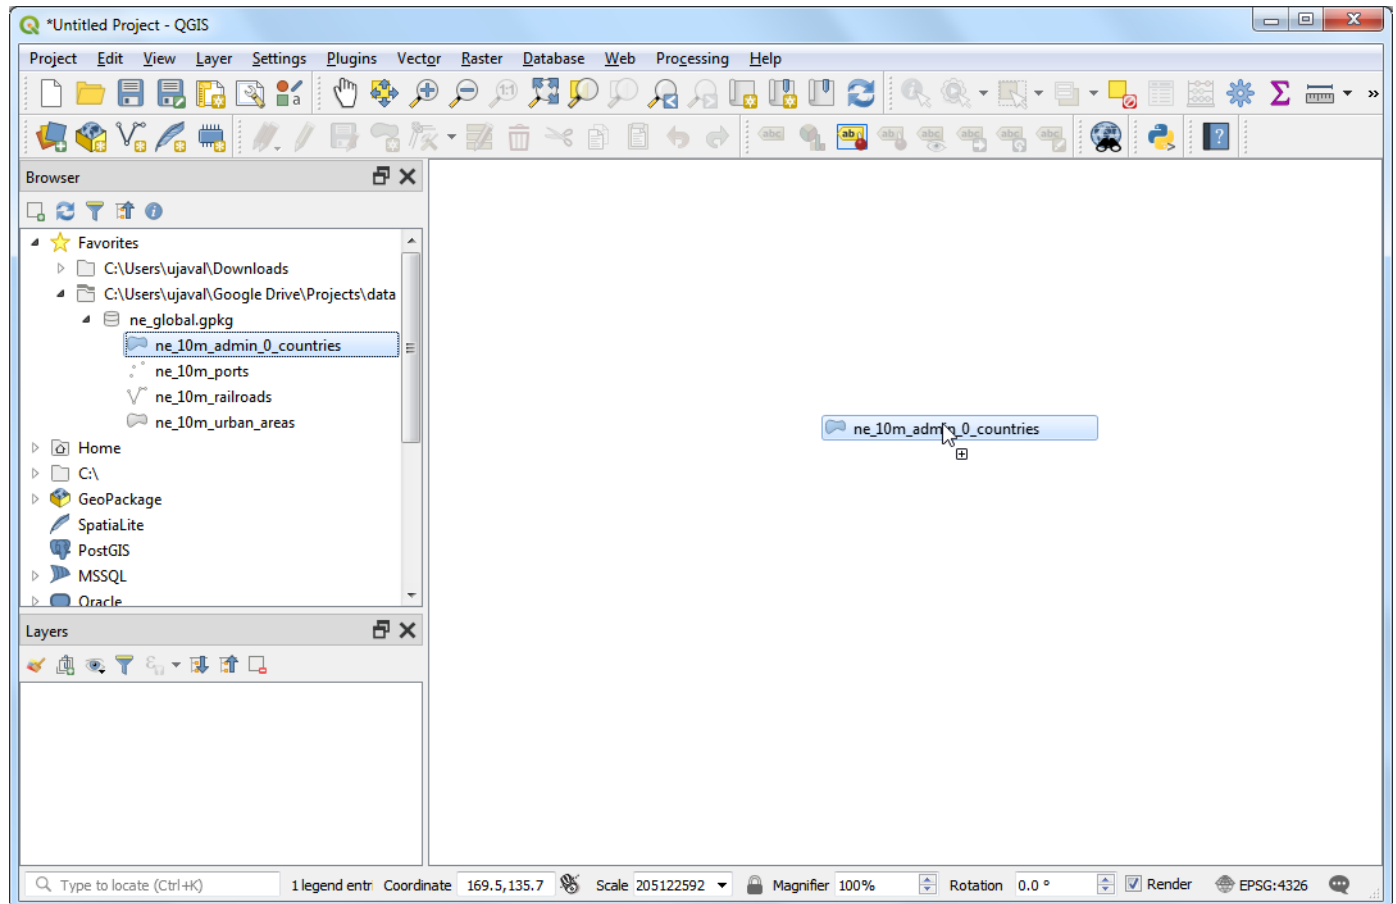 *Untitled Project - QGIS
Project Edit View Layer Settings Plugins Vector Raster Database Web Processing Help
Browser
Favorites
C:\Users\ujaval\Downloads
C:\Users\ujaval\Google Drive\Projects\data
ne_global.gpkg
ne_10m_admin_0_countries
ne_10m_ports
ne_10m_railroads
ne_10m_urban_areas
Home
C:\
GeoPackage
SpatiaLite
PostGIS
MSSQL
Oracle
ne_10m_admin_0_countries
Layers
Type to locate (Ctrl+K) 1 legend entri Coordinate 169.5,135.7 Scale 205122592 Magnifier 100% Rotation 0.0 ° Render EPSG:4326